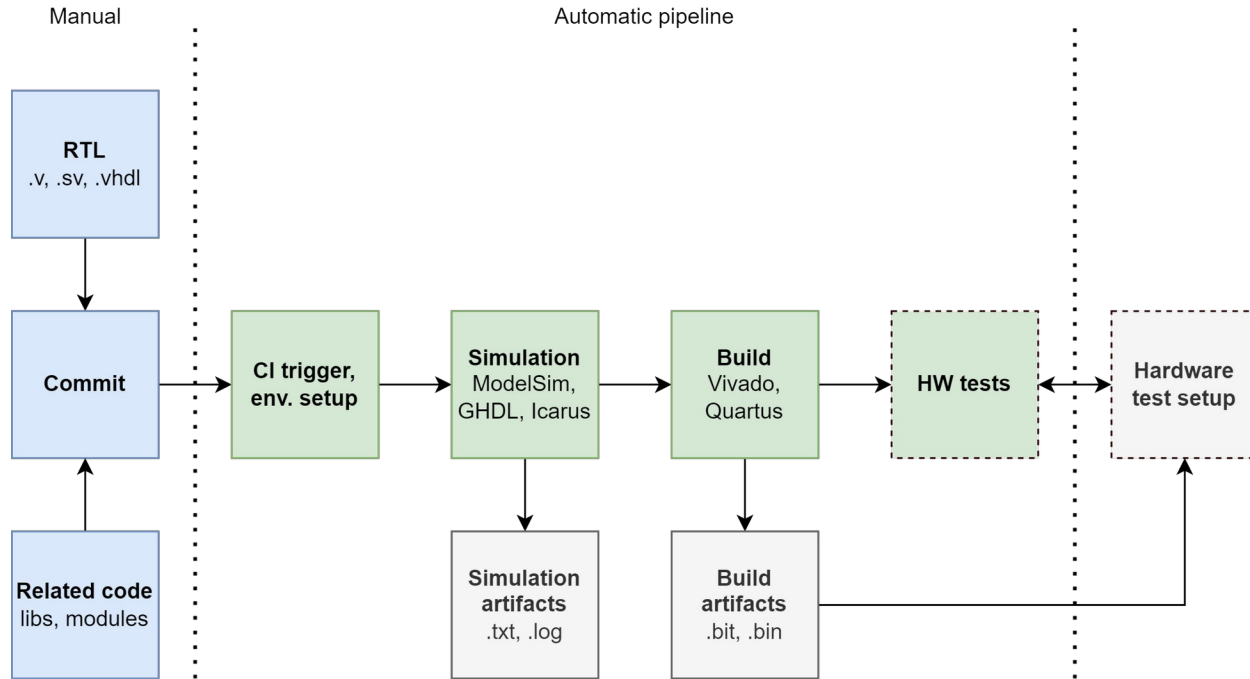 Manual
Automatic pipeline
RTL
.v, .sv, .vhdl
Commit
CI trigger,
env. setup
Simulation
ModelSim,
GHDL, Icarus
Build
Vivado,
Quartus
HW tests
Hardware
test setup
Related code
libs, modules
Simulation
artifacts
.txt, .log
Build
artifacts
.bit, .bin